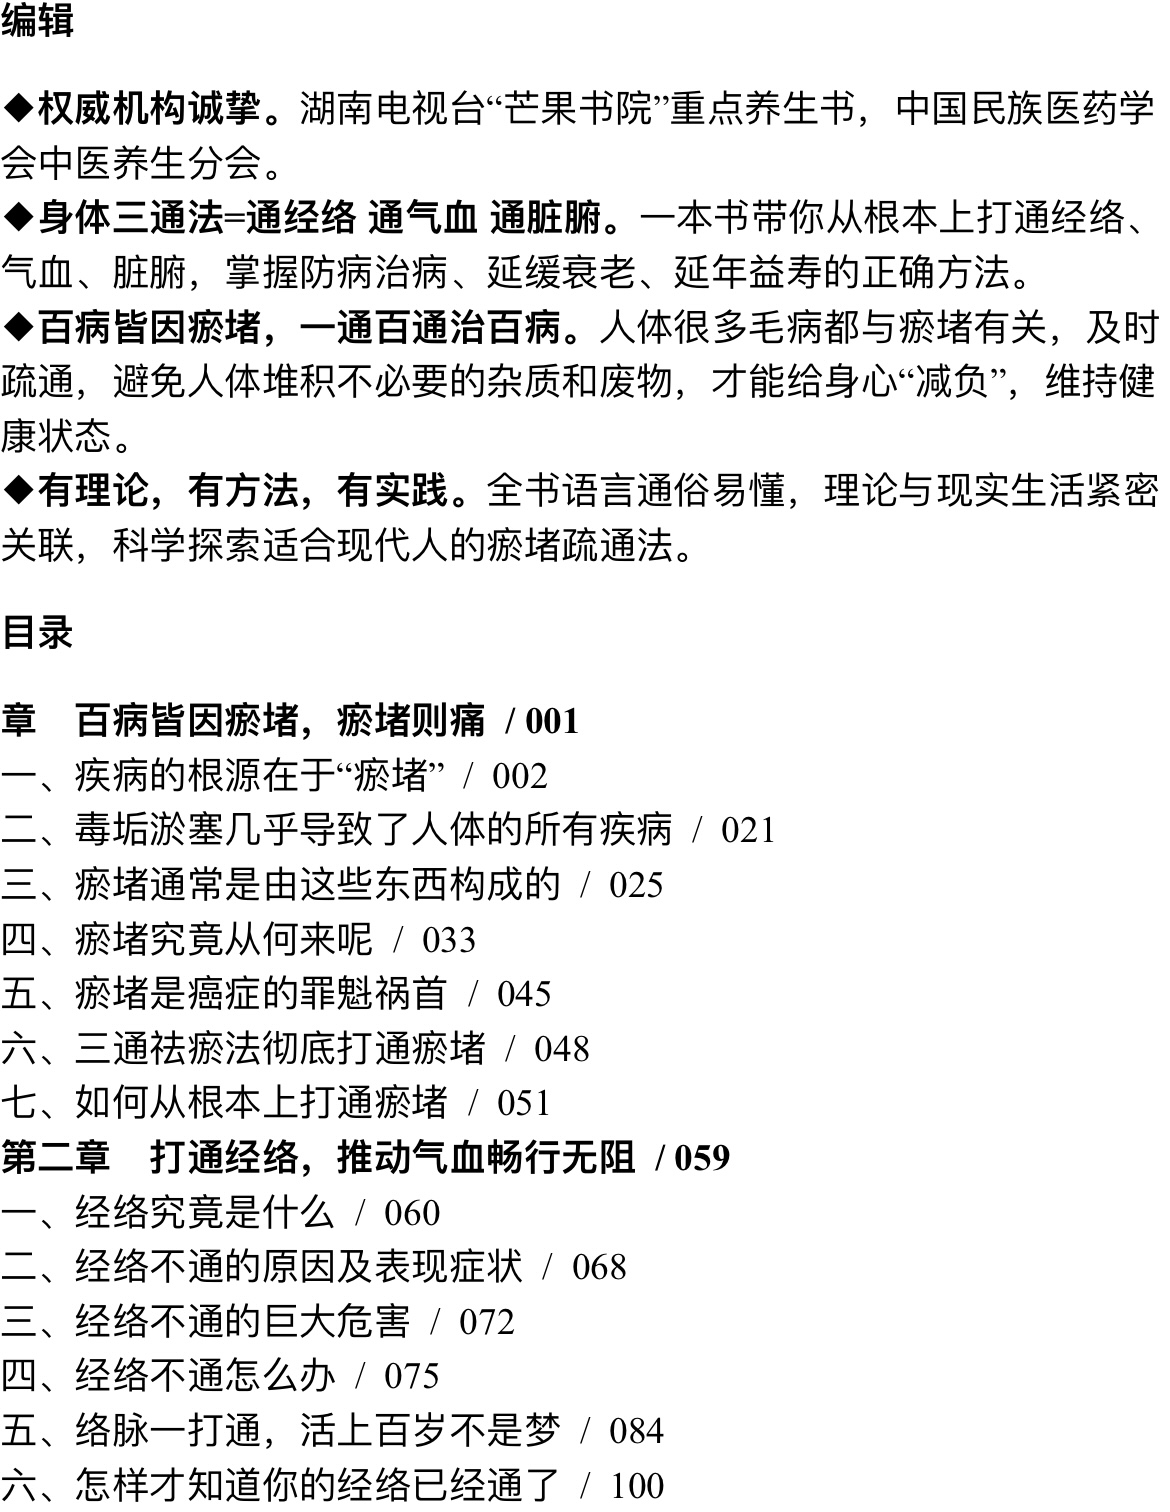 编辑
◆权威机构诚挚。湖南电视台“芒果书院”重点养生书，中国民族医药学
会中医养生分会。
◆身体三通法=通经络 通气血 通脏腑。一本书带你从根本上打通经络、
气血、脏腑，掌握防病治病、延缓衰老、延年益寿的正确方法。
◆百病皆因瘀堵，一通百通治百病。人体很多毛病都与瘀堵有关，及时
疏通，避免人体堆积不必要的杂质和废物，才能给身心“减负”，维持健
康状态。
◆有理论，有方法，有实践。全书语言通俗易懂，理论与现实生活紧密
关联，科学探索适合现代人的瘀堵疏通法。
目录
章　百病皆因瘀堵，瘀堵则痛 / 001
一、疾病的根源在于“瘀堵” / 002
二、毒垢淤塞几乎导致了人体的所有疾病 / 021
三、瘀堵通常是由这些东西构成的 / 025
四、瘀堵究竟从何来呢 / 033
五、瘀堵是癌症的罪魁祸首 / 045
六、三通祛瘀法彻底打通瘀堵 / 048
七、如何从根本上打通瘀堵 / 051
第二章　打通经络，推动气血畅行无阻 / 059
一、经络究竟是什么 / 060
二、经络不通的原因及表现症状 / 068
三、经络不通的巨大危害 / 072
四、经络不通怎么办 / 075
五、络脉一打通，活上百岁不是梦 / 084
六、怎样才知道你的经络已经通了 / 100